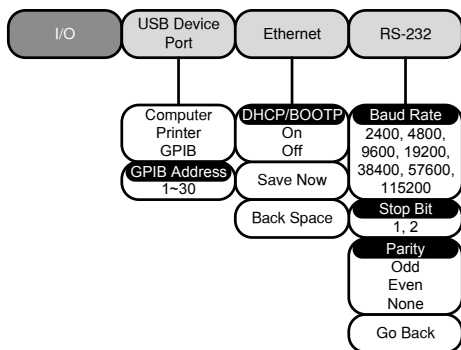 I/O
USB Device
Port
Ethernet
RS-232
Computer
Printer
GPIB
GPIB Address
1~30
DHCP/BOOTP
On
Off
Save Now
Back Space
Baud Rate
2400, 4800,
9600, 19200,
38400, 57600,
115200
Stop Bit
1, 2
Parity
Odd
Even
None
Go Back